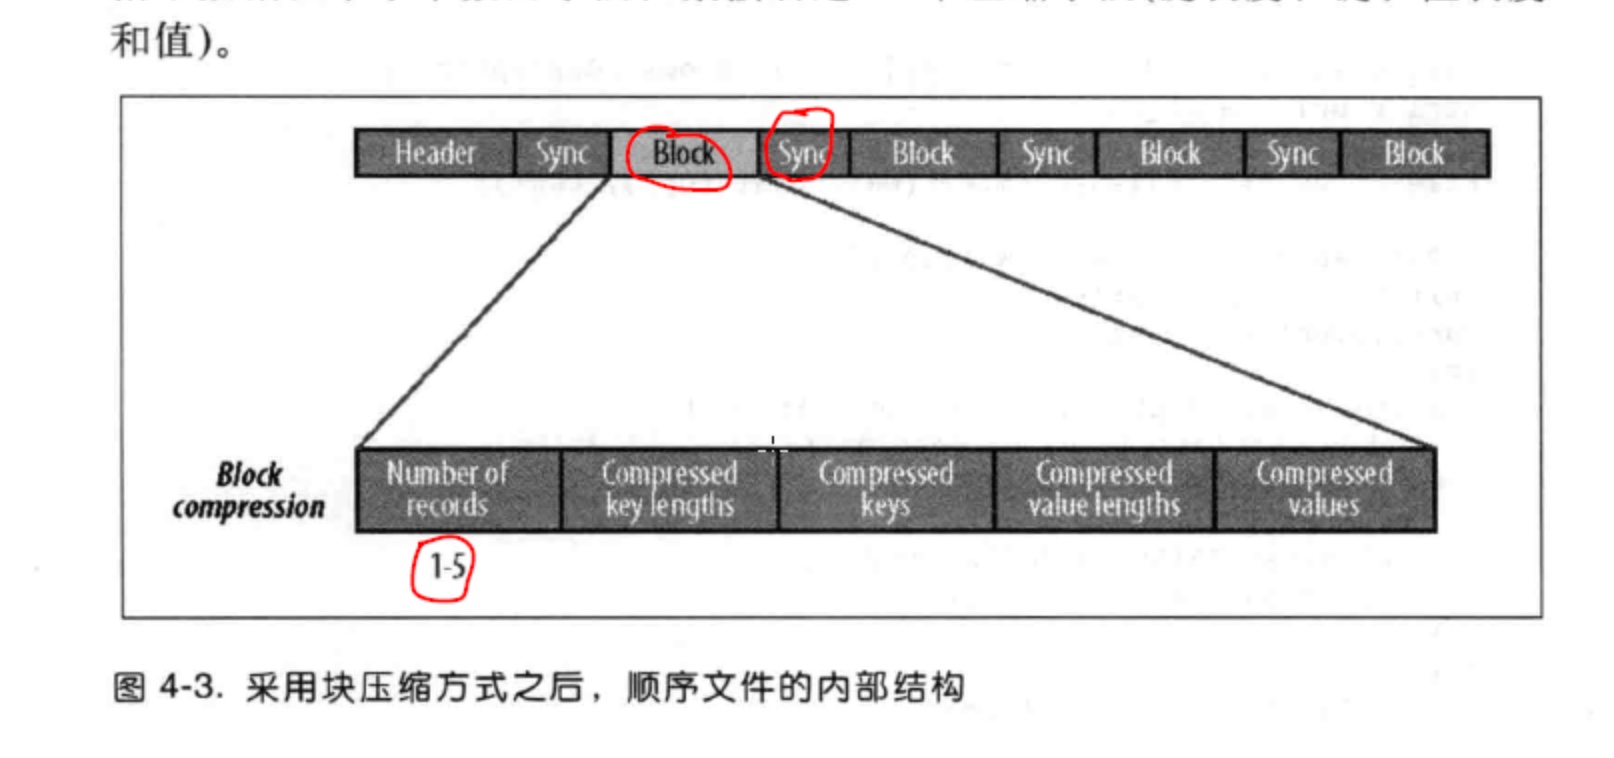 和值)。
Header Sync Block Sync Block Sync Block Sync Block
Block compression
Number of records
Compressed key lengths
Compressed keys
Compressed value lengths
Compressed values
1-5
图 4-3. 采用块压缩方式之后，顺序文件的内部结构